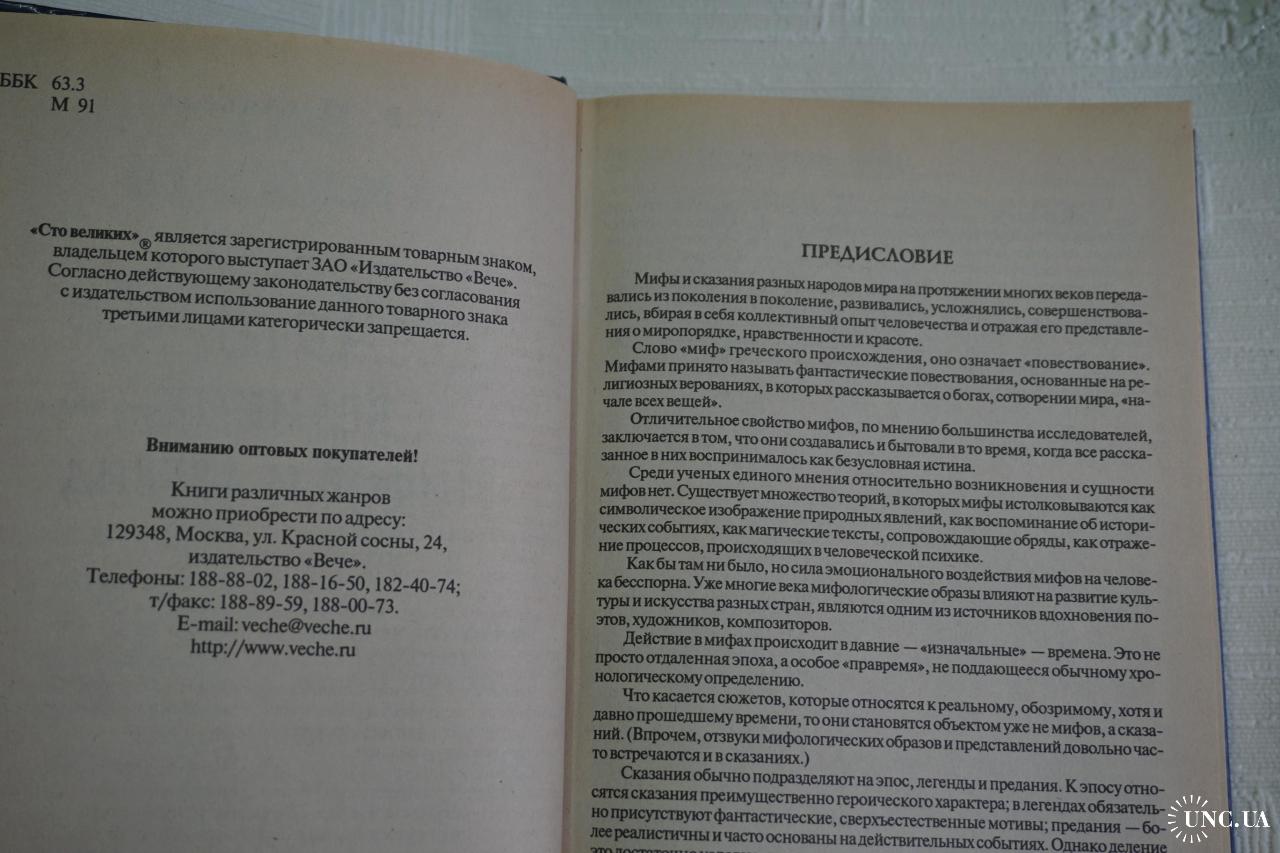 ББК 63.3
М 91
«Сто великих»® является зарегистрированным товарным знаком,
владельцем которого выступает ЗАО «Издательство «Вече».
Согласно действующему законодательству без согласования
с издательством использование данного товарного знака
третьими лицами категорически запрещается.
Вниманию оптовых покупателей!
Книги различных жанров
можно приобрести по адресу:
129348, Москва, ул. Красной сосны, 24,
издательство «Вече».
Телефоны: 188-88-02, 188-16-50, 182-40-74;
т/факс: 188-89-59, 188-00-73.
E-mail: veche@veche.ru
http://www.veche.ru
ПРЕДИСЛОВИЕ
Мифы и сказания разных народов мира на протяжении многих веков переда-
вались из поколения в поколение, развивались, усложнялись, совершенствова-
лись, вбирая в себя коллективный опыт человечества и отражая его представле-
ния о миропорядке, нравственности и красоте.
Слово «миф» греческого происхождения, оно означает «повествование».
Мифами принято называть фантастические повествования, основанные на ре-
лигиозных верованиях, в которых рассказывается о богах, сотворении мира, «на-
чале всех вещей».
Отличительное свойство мифов, по мнению большинства исследователей,
заключается в том, что они создавались и бытовали в то время, когда все расска-
занное в них воспринималось как безусловная истина.
Среди ученых единого мнения относительно возникновения и сущности
мифов нет. Существует множество теорий, в которых мифы истолковываются как
символическое изображение природных явлений, как воспоминание об истори-
ческих событиях, как магические тексты, сопровождающие обряды, как отраже-
ние процессов, происходящих в человеческой психике.
Как бы там ни было, но сила эмоционального воздействия мифов на челове-
ка бесспорна. Уже многие века мифологические образы влияют на развитие куль-
туры и искусства разных стран, являются одним из источников вдохновения по-
этов, художников, композиторов.
Действие в мифах происходит в давние — «изначальные» — времена. Это не
просто отдаленная эпоха, а особое «правремя», не поддающееся обычному хро-
нологическому определению.
Что касается сюжетов, которые относятся к реальному, обозримому, хотя и
давно прошедшему времени, то они становятся объектом уже не мифов, а сказа-
ний. (Впрочем, отзвуки мифологических образов и представлений довольно час-
то встречаются и в сказаниях.)
Сказания обычно подразделяют на эпос, легенды и предания. К эпосу отно-
сятся сказания преимущественно героического характера; в легендах обязатель-
но присутствуют фантастические, сверхъестественные мотивы; предания — бо-
лее реалистичны и часто основаны на действительных событиях. Однако деление
UNC.UA